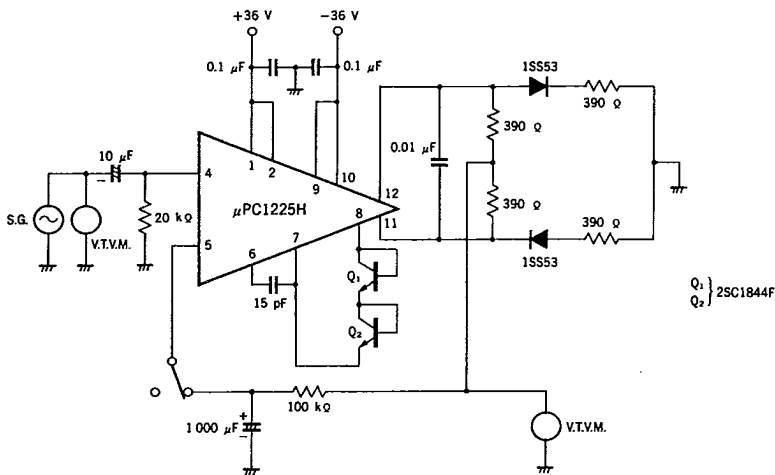 +36 V
−36 V
0.1 μF
0.1 μF
1SS53
390 Ω
390 Ω
10 μF
−
4
1
2
9
10
0.01 μF
12
μPC1225H
S.G.
V.T.V.M.
20 kΩ
5
8
11
390 Ω
390 Ω
1SS53
6
7
15 pF
Q₁
Q₂
Q₁
Q₂ } 2SC1844F
100 kΩ
1 000 μF
+
−
V.T.V.M.